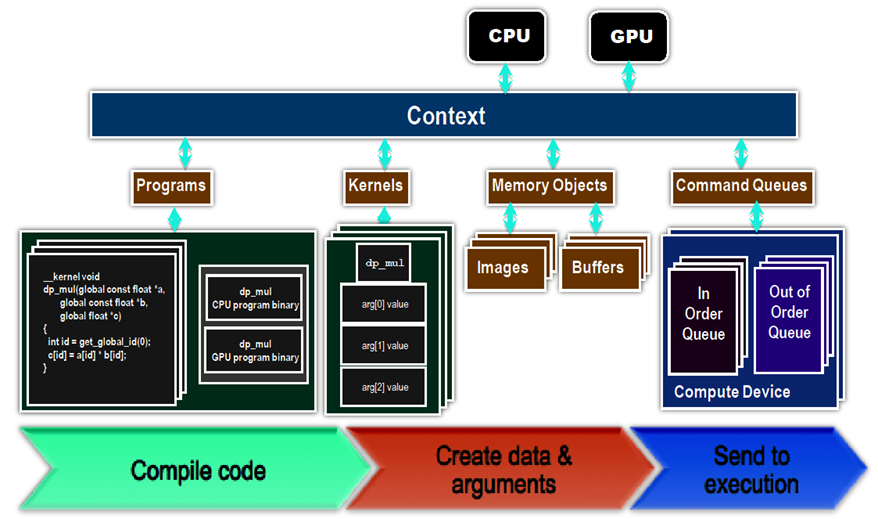 CPU
GPU
Context
Programs
Kernels
Memory Objects
Command Queues
__kernel void
dp_mul(global const float *a,
global const float *b,
global float *c)
{
int id = get_global_id(0);
c[id] = a[id] * b[id];
}
dp_mul
CPU program binary
dp_mul
GPU program binary
dp_mul
arg[0] value
arg[1] value
arg[2] value
Images
Buffers
In
Order
Queue
Out of
Order
Queue
Compute Device
Compile code
Create data &
arguments
Send to
execution